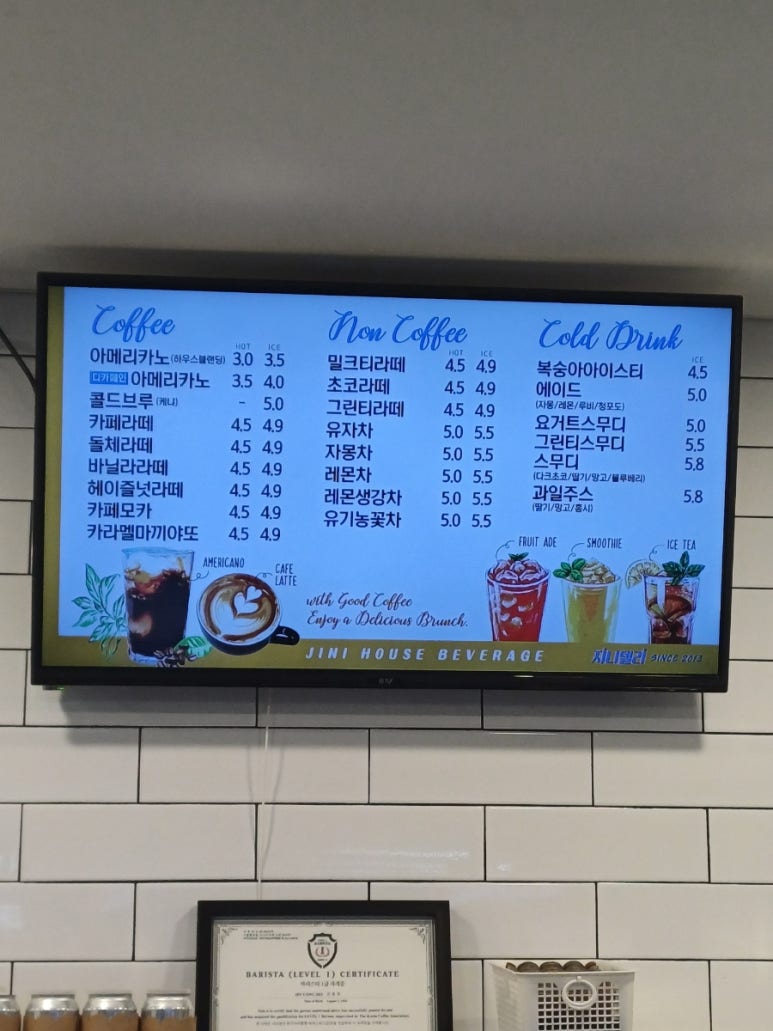 Coffee
HOT ICE
아메리카노 (하우스블렌딩) 3.0 3.5
디카페인 아메리카노 3.5 4.0
콜드브루 (케냐) - 5.0
카페라떼 4.5 4.9
돌체라떼 4.5 4.9
바닐라라떼 4.5 4.9
헤이즐넛라떼 4.5 4.9
카페모카 4.5 4.9
카라멜마끼야또 4.5 4.9
AMERICANO
CAFE
LATTE
Non Coffee
HOT ICE
밀크티라떼 4.5 4.9
초코라떼 4.5 4.9
그린티라떼 4.5 4.9
유자차 5.0 5.5
자몽차 5.0 5.5
레몬차 5.0 5.5
레몬생강차 5.0 5.5
유기농꽃차 5.0 5.5
with Good Coffee
Enjoy a Delicious Brunch.
Cold Drink
ICE
복숭아아이스티 4.5
에이드 5.0
(자몽/레몬/루비/청포도)
요거트스무디 5.0
그린티스무디 5.5
스무디 5.8
(다크초코/딸기/망고/블루베리)
과일주스 5.8
(딸기/망고/홍시)
FRUIT ADE
SMOOTHIE
ICE TEA
JINI HOUSE BEVERAGE
지니델리 SINCE 2013
BARISTA (LEVEL 1) CERTIFICATE
바리스타 1급 자격증